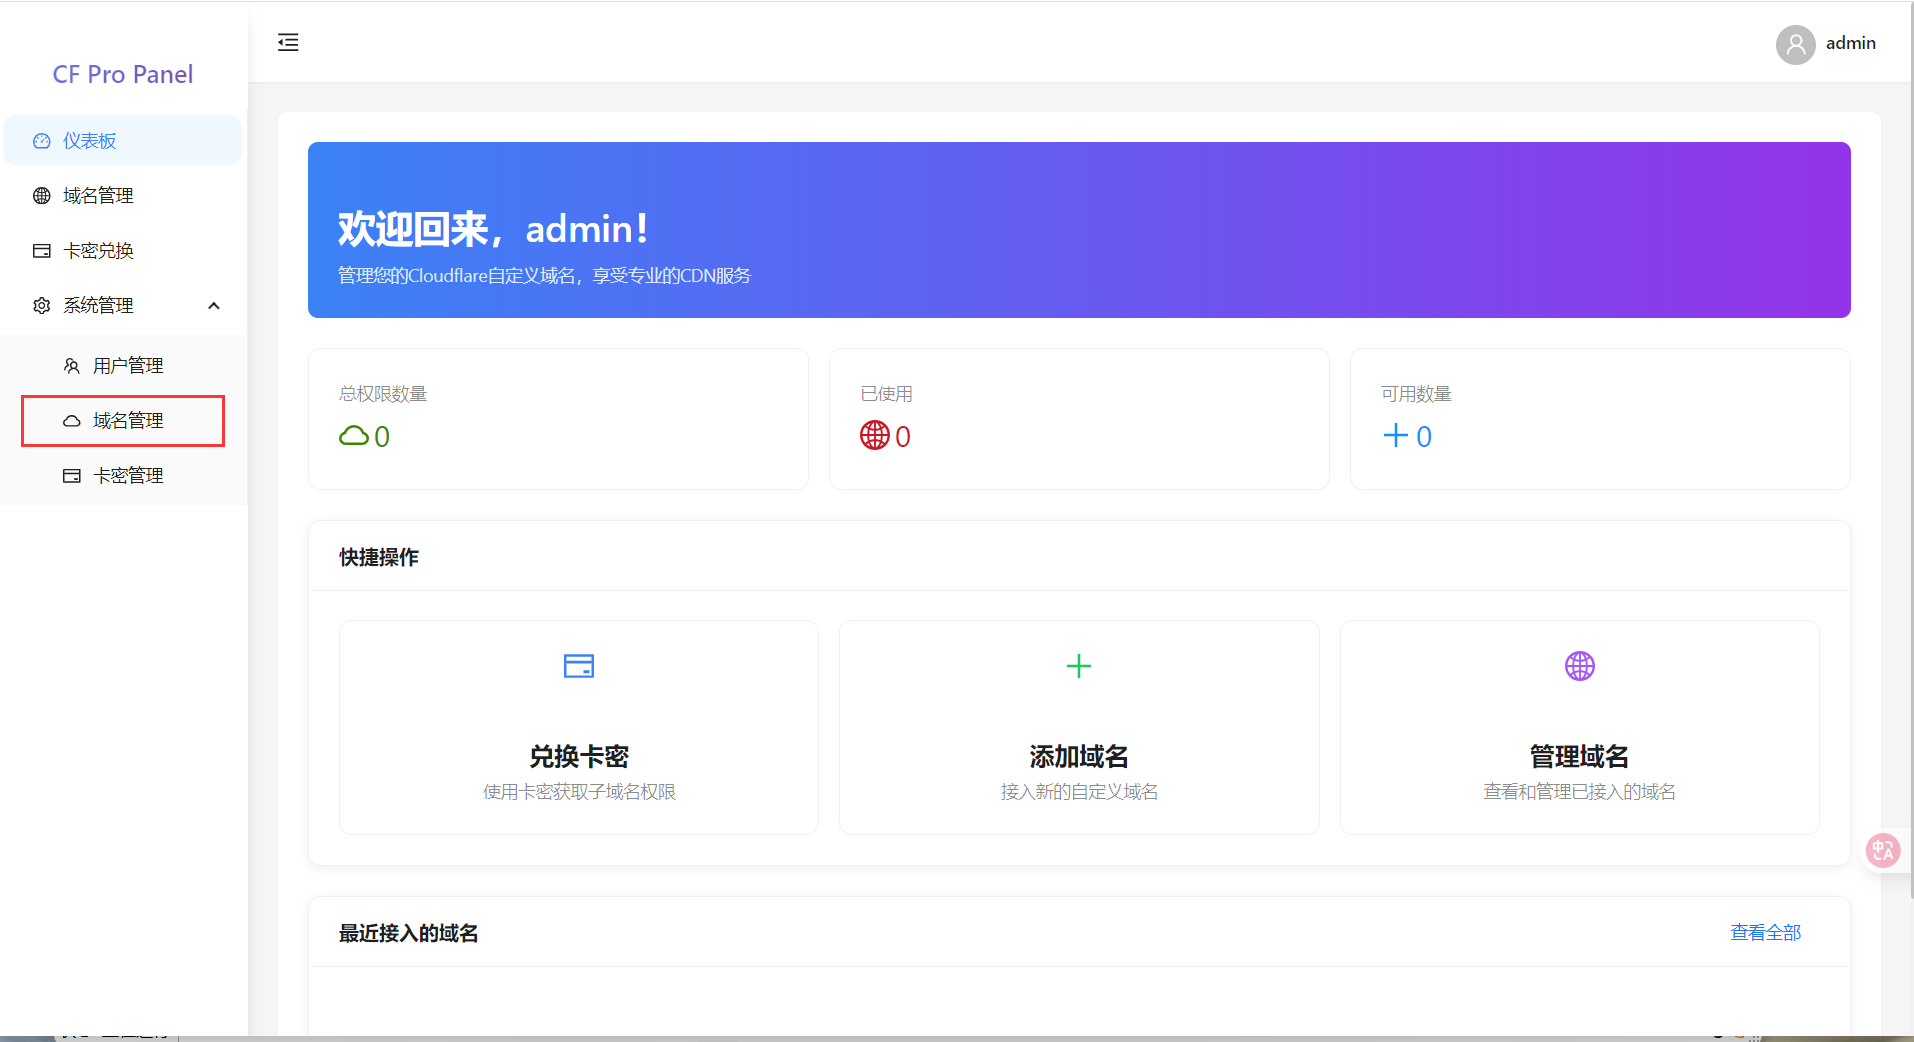 CF Pro Panel
admin
仪表板
域名管理
卡密兑换
系统管理
用户管理
域名管理
卡密管理
欢迎回来，admin！
管理您的Cloudflare自定义域名，享受专业的CDN服务
总权限数量
0
已使用
0
可用数量
0
快捷操作
兑换卡密
使用卡密获取子域名权限
添加域名
接入新的自定义域名
管理域名
查看和管理已接入的域名
最近接入的域名
查看全部